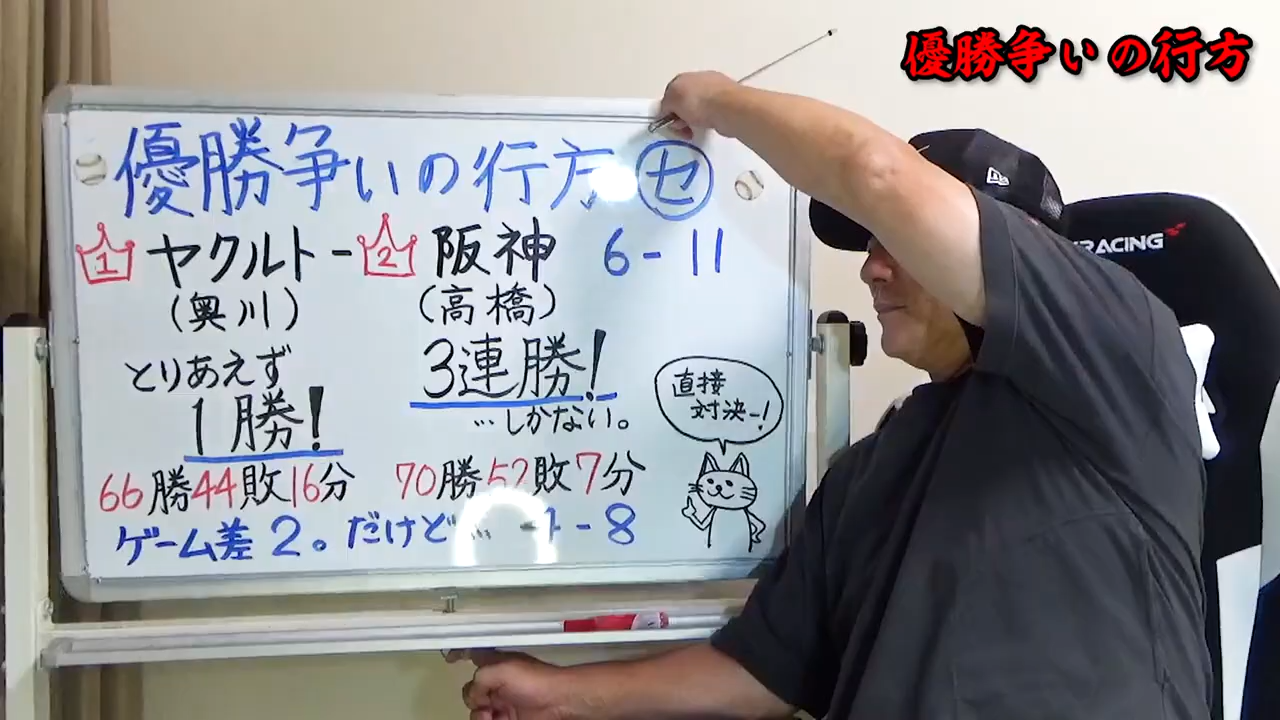 優勝争いの行方
優勝争いの行方 セ
1 ヤクルト - 2 阪神 6 - 11
(奥川) (高橋)
とりあえず
1勝!
3連勝!
…しかない。
直接
対決ー!
66勝44敗16分 70勝52敗7分
ゲーム差2。だけど… - 8
RACING